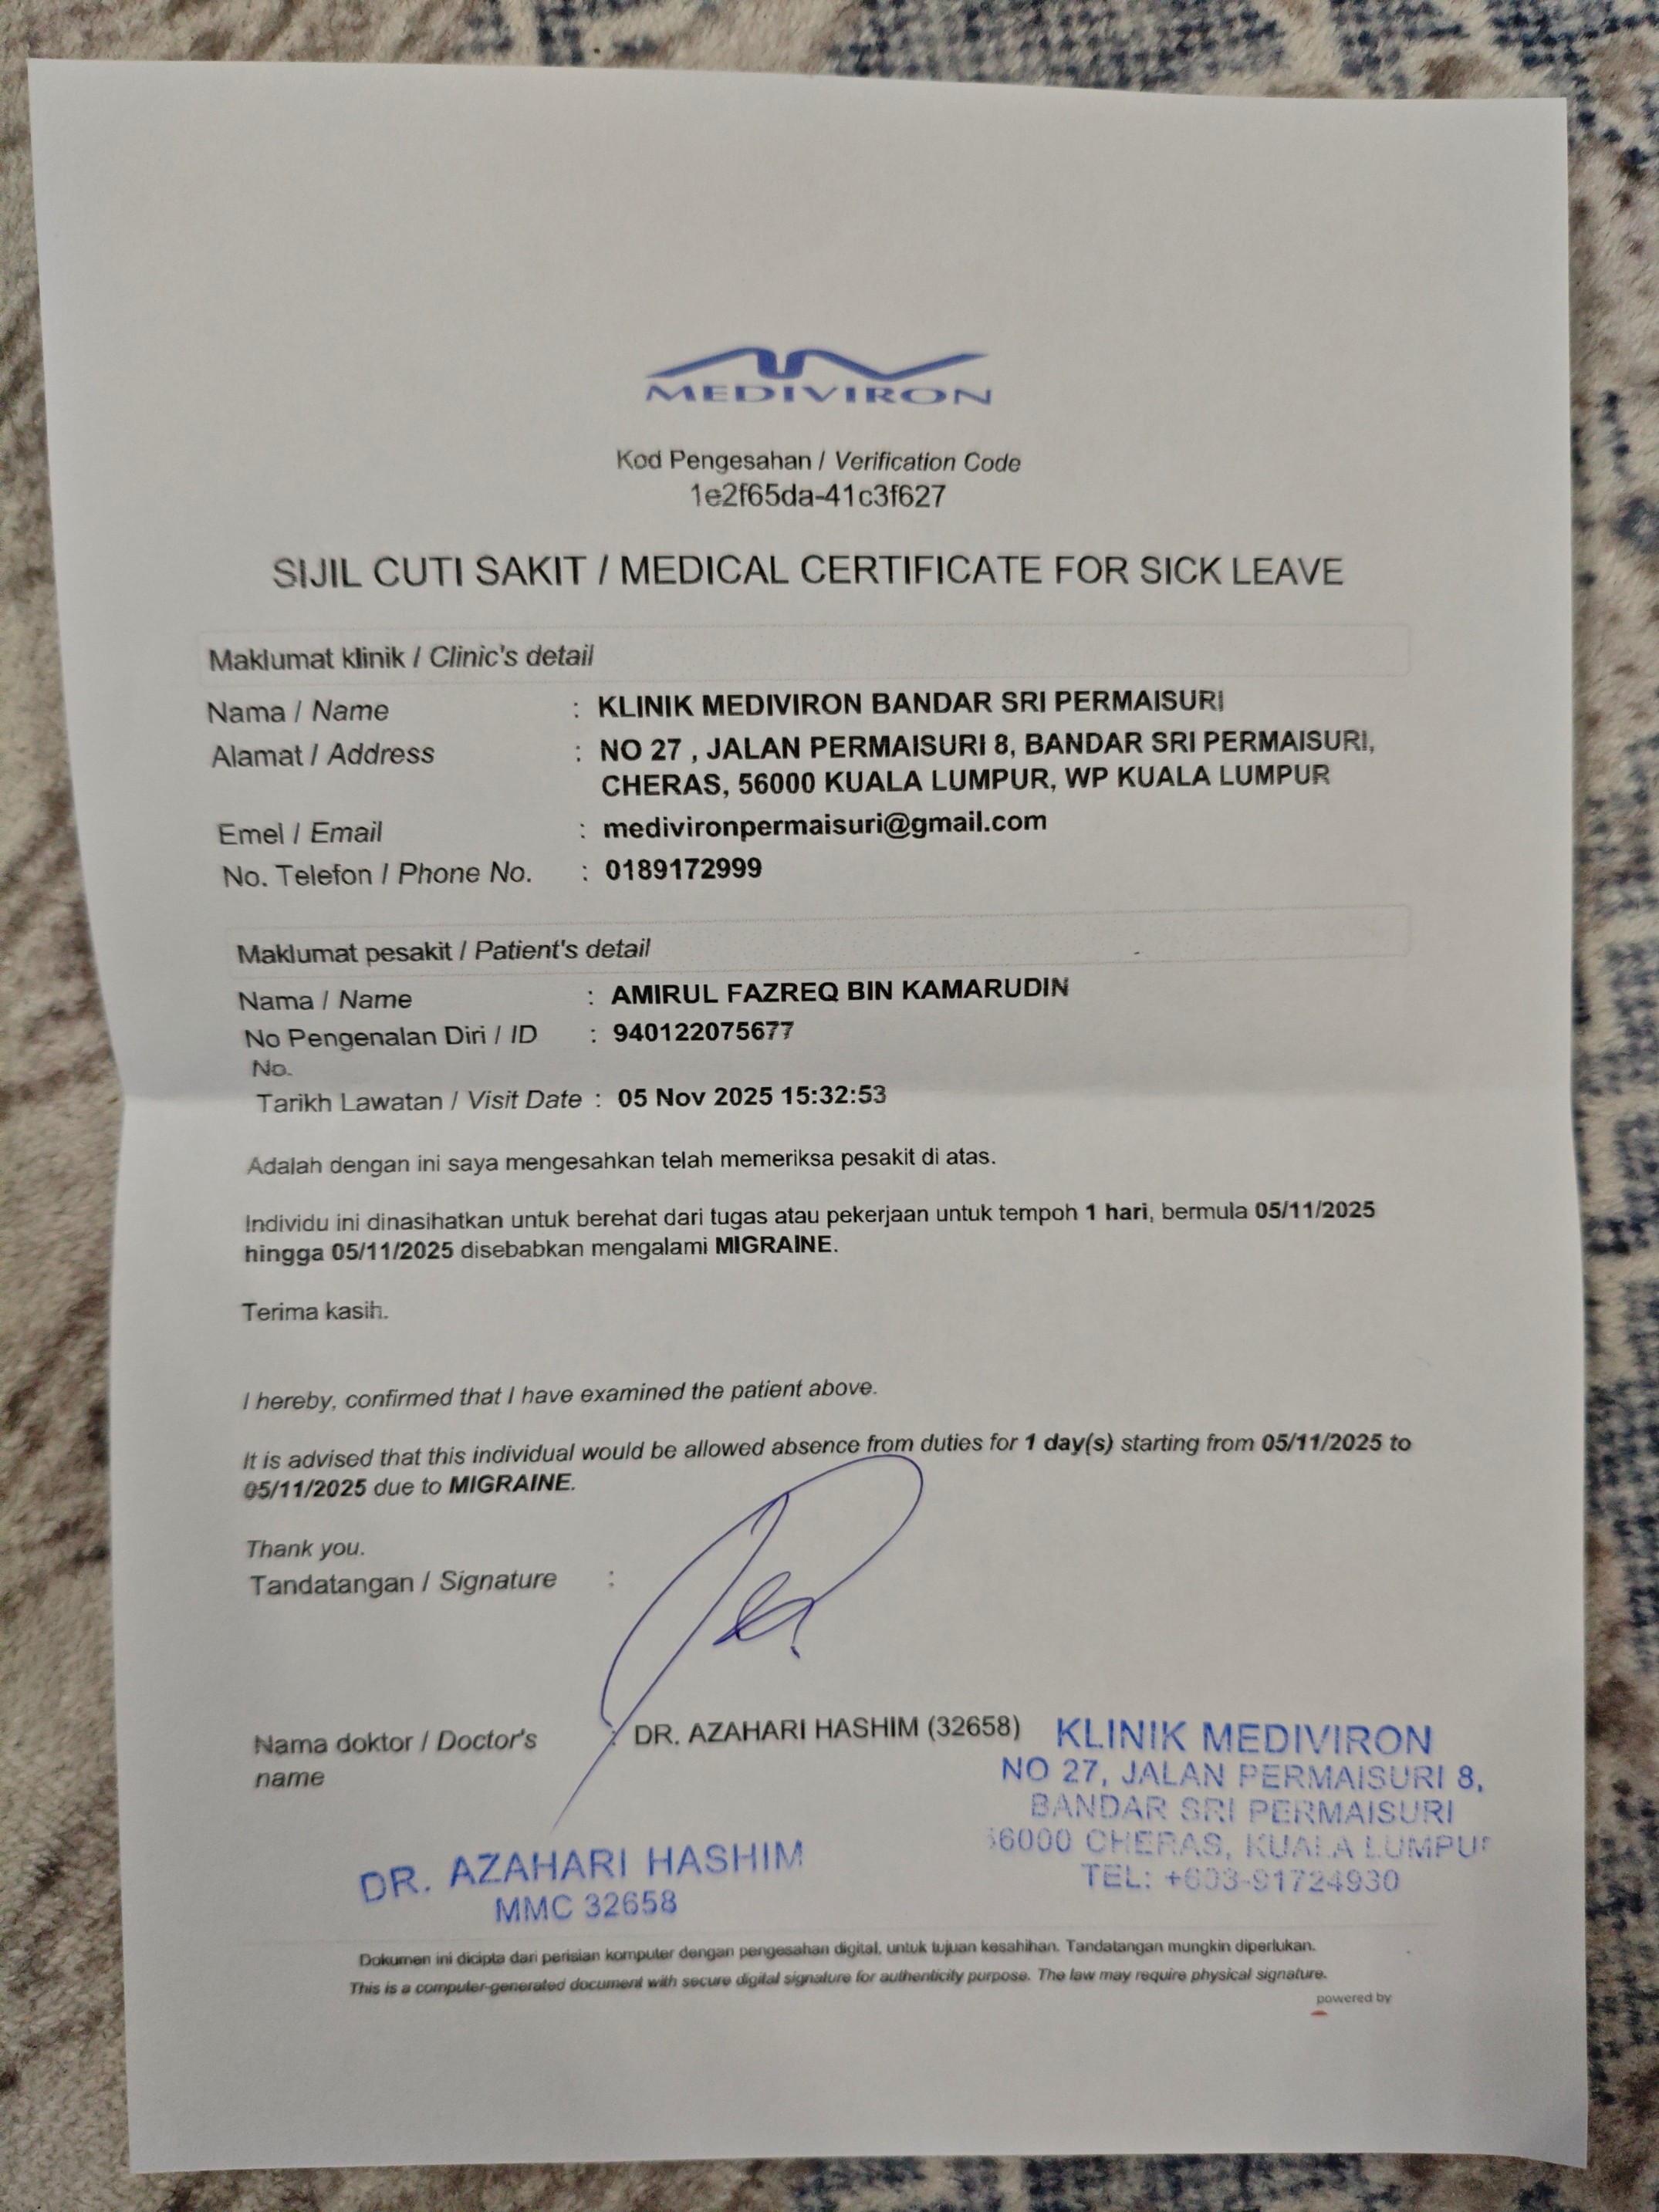 MEDIVIRON
Kod Pengesahan / Verification Code
1e2f65da-41c3f627
SIJIL CUTI SAKIT / MEDICAL CERTIFICATE FOR SICK LEAVE
Maklumat klinik / Clinic's detail
Nama / Name : KLINIK MEDIVIRON BANDAR SRI PERMAISURI
Alamat / Address : NO 27 , JALAN PERMAISURI 8, BANDAR SRI PERMAISURI,
CHERAS, 56000 KUALA LUMPUR, WP KUALA LUMPUR
Emel / Email : medivironpermaisuri@gmail.com
No. Telefon / Phone No. : 0189172999
Maklumat pesakit / Patient's detail
Nama / Name : AMIRUL FAZREQ BIN KAMARUDIN
No Pengenalan Diri / ID : 940122075677
No.
Tarikh Lawatan / Visit Date : 05 Nov 2025 15:32:53
Adalah dengan ini saya mengesahkan telah memeriksa pesakit di atas.
Individu ini dinasihatkan untuk berehat dari tugas atau pekerjaan untuk tempoh 1 hari, bermula 05/11/2025
hingga 05/11/2025 disebabkan mengalami MIGRAINE.
Terima kasih.
I hereby, confirmed that I have examined the patient above.
It is advised that this individual would be allowed absence from duties for 1 day(s) starting from 05/11/2025 to
05/11/2025 due to MIGRAINE.
Thank you.
Tandatangan / Signature :
Nama doktor / Doctor's : DR. AZAHARI HASHIM (32658)
name
KLINIK MEDIVIRON
NO 27, JALAN PERMAISURI 8,
BANDAR SRI PERMAISURI
56000 CHERAS, KUALA LUMPUR
TEL: +603-91724930
DR. AZAHARI HASHIM
MMC 32658
Dokumen ini dicipta dari perisian komputer dengan pengesahan digital, untuk tujuan kesahihan. Tandatangan mungkin diperlukan.
This is a computer-generated document with secure digital signature for authenticity purpose. The law may require physical signature.
powered by